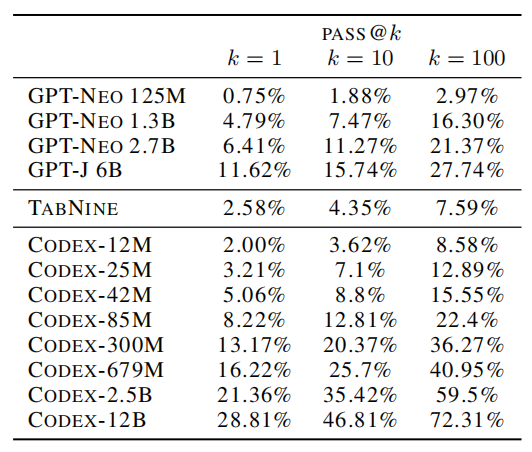 PASS@k
k = 1 k = 10 k = 100
GPT-NEO 125M 0.75% 1.88% 2.97%
GPT-NEO 1.3B 4.79% 7.47% 16.30%
GPT-NEO 2.7B 6.41% 11.27% 21.37%
GPT-J 6B 11.62% 15.74% 27.74%
TABNINE 2.58% 4.35% 7.59%
CODEX-12M 2.00% 3.62% 8.58%
CODEX-25M 3.21% 7.1% 12.89%
CODEX-42M 5.06% 8.8% 15.55%
CODEX-85M 8.22% 12.81% 22.4%
CODEX-300M 13.17% 20.37% 36.27%
CODEX-679M 16.22% 25.7% 40.95%
CODEX-2.5B 21.36% 35.42% 59.5%
CODEX-12B 28.81% 46.81% 72.31%